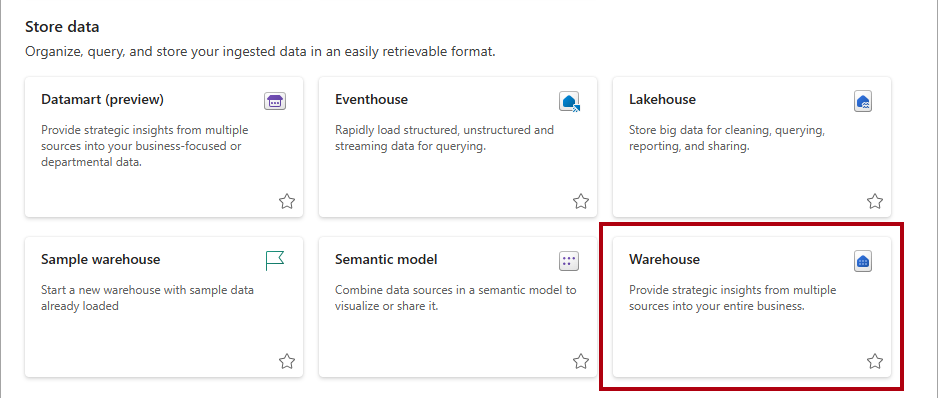 Store data
Organize, query, and store your ingested data in an easily retrievable format.
Datamart (preview)
Provide strategic insights from multiple
sources into your business-focused or
departmental data.
Eventhouse
Rapidly load structured, unstructured and
streaming data for querying.
Lakehouse
Store big data for cleaning, querying,
reporting, and sharing.
Sample warehouse
Start a new warehouse with sample data
already loaded
Semantic model
Combine data sources in a semantic model to
visualize or share it.
Warehouse
Provide strategic insights from multiple
sources into your entire business.